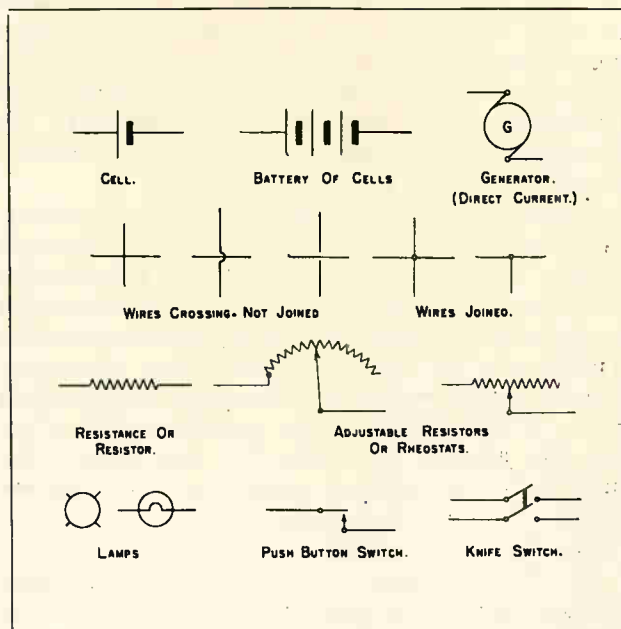 G
CELL.
BATTERY OF CELLS
GENERATOR.
(DIRECT CURRENT.)
WIRES CROSSING. NOT JOINED
WIRES JOINED.
RESISTANCE OR
RESISTOR.
ADJUSTABLE RESISTORS
OR RHEOSTATS.
LAMPS
PUSH BUTTON SWITCH.
KNIFE SWITCH.